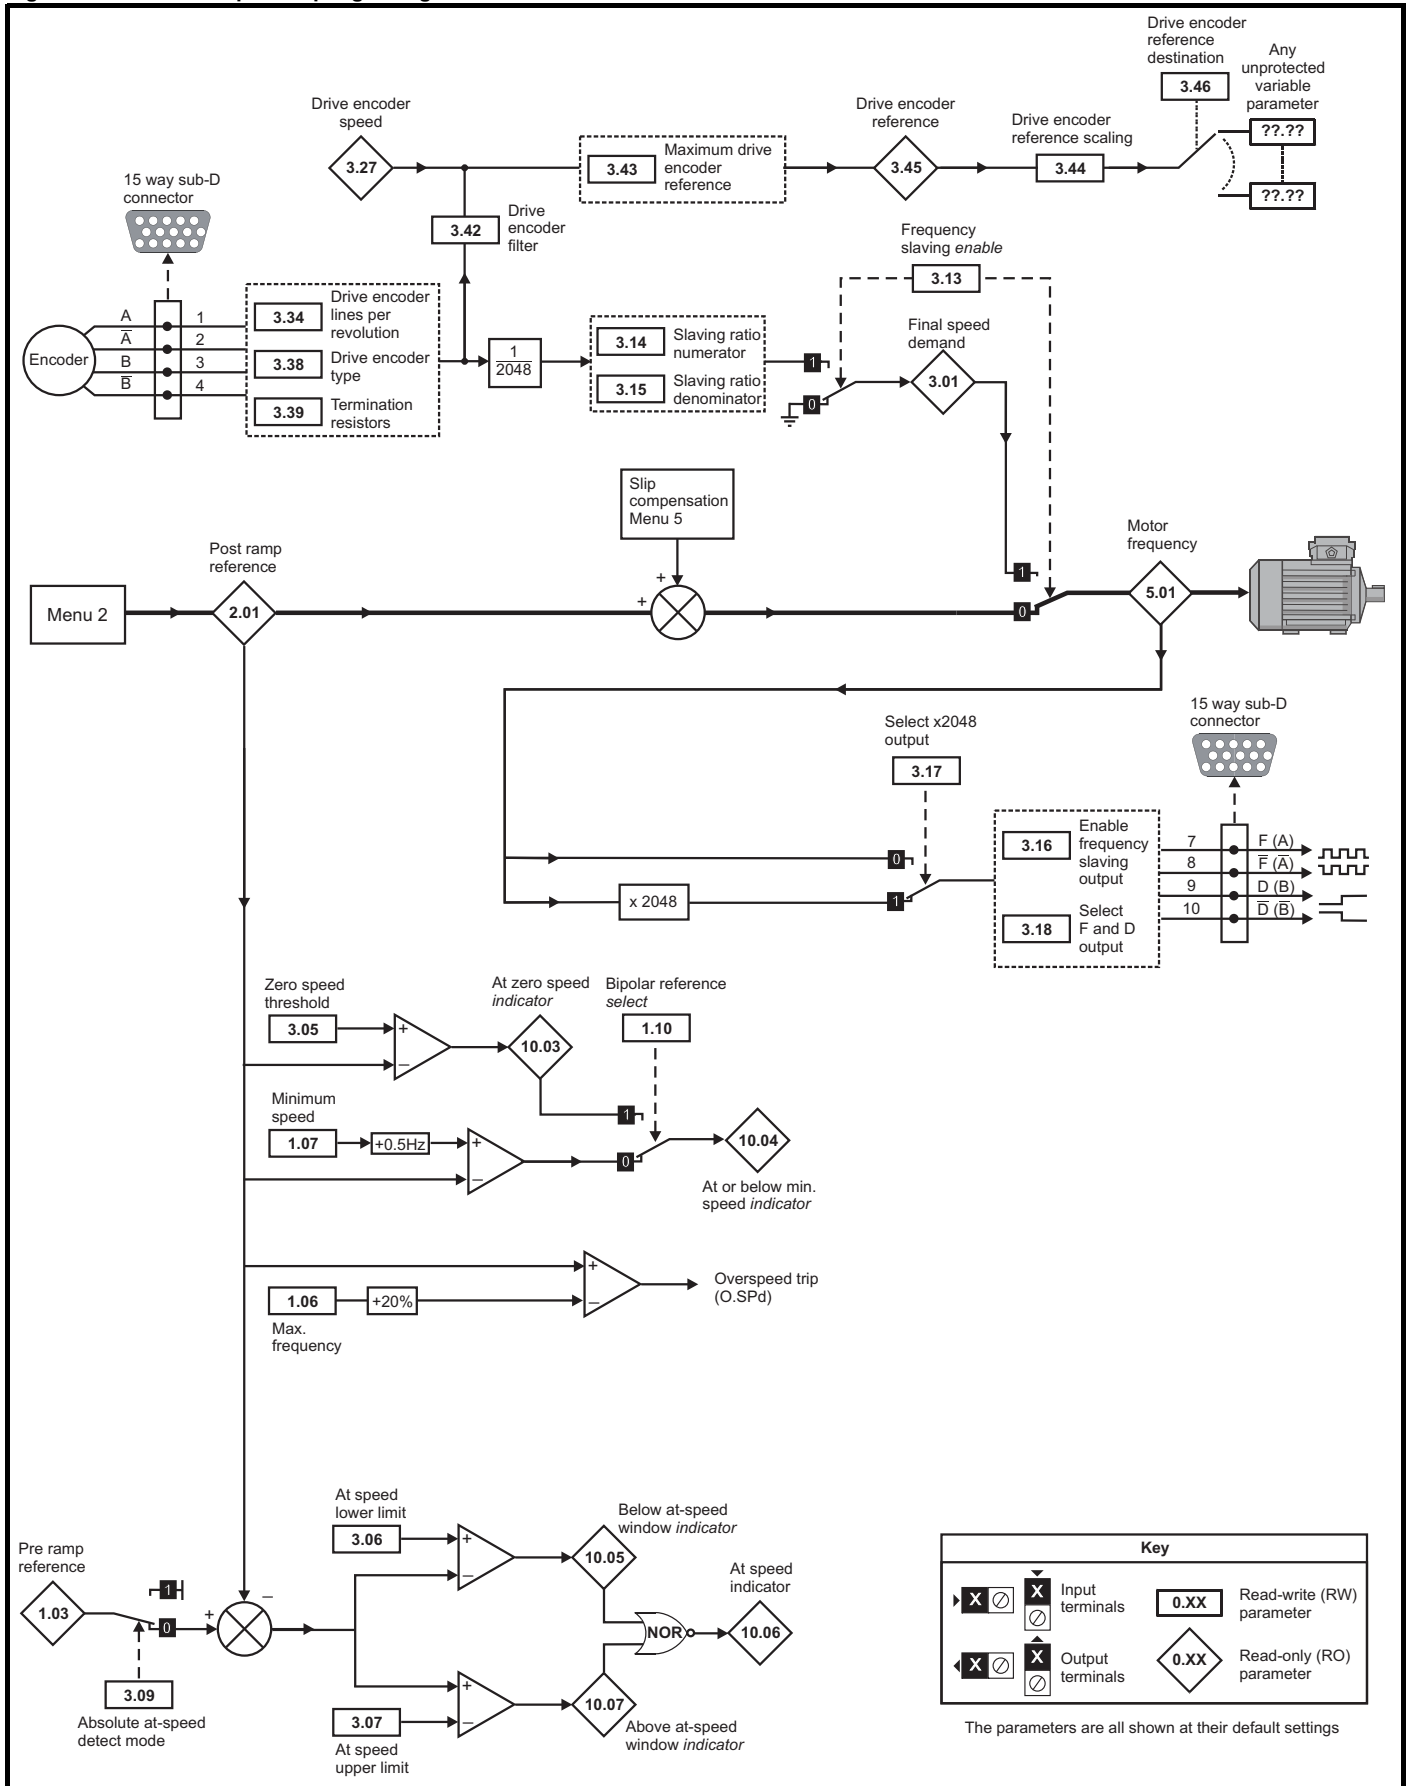 Drive encoder
reference
destination
3.46
Any
unprotected
variable
parameter
??.??
??.??
Drive encoder
speed
3.27
3.43
Maximum drive
encoder
reference
Drive encoder
reference
3.45
Drive encoder
reference scaling
3.44
15 way sub-D
connector
3.42
Drive
encoder
filter
Frequency
slaving enable
3.13
Encoder
A
A̅
B
B̅
1
2
3
4
3.34
Drive encoder
lines per
revolution
3.38
Drive encoder
type
3.39
Termination
resistors
1
2048
3.14
Slaving ratio
numerator
3.15
Slaving ratio
denominator
1
0
Final speed
demand
3.01
Slip
compensation
Menu 5
Post ramp
reference
Menu 2
2.01
+
+
1
0
Motor
frequency
5.01
Select x2048
output
3.17
0
1
x 2048
3.16
Enable
frequency
slaving
output
3.18
Select
F and D
output
15 way sub-D
connector
7
8
9
10
F (A)
F̅ (A̅)
D (B)
D̅ (B̅)
Zero speed
threshold
3.05
+
–
At zero speed
indicator
10.03
Bipolar reference
select
1.10
Minimum
speed
1.07
+0.5Hz
+
–
1
0
10.04
At or below min.
speed indicator
1.06
+20%
Max.
frequency
+
–
Overspeed trip
(O.SPd)
Pre ramp
reference
1.03
1
0
+
–
3.09
Absolute at-speed
detect mode
At speed
lower limit
3.06
+
–
Below at-speed
window indicator
10.05
NOR
At speed
indicator
10.06
+
–
3.07
At speed
upper limit
10.07
Above at-speed
window indicator
Key
X
X
Input
terminals
0.XX
Read-write (RW)
parameter
X
X
Output
terminals
0.XX
Read-only (RO)
parameter
The parameters are all shown at their default settings